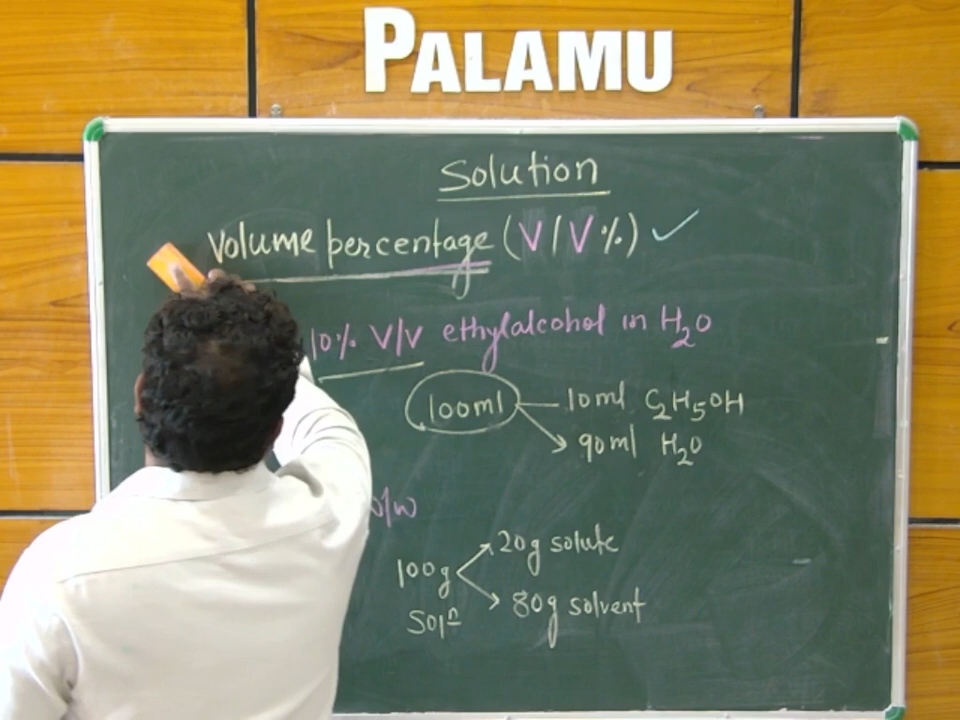 PALAMU
Solution
Volume percentage (V/V%)
10% V/V ethylalcohol in H₂O
100ml
10ml C₂H₅OH
90ml H₂O
w/w
20g solute
100g
80g solvent
Solⁿ